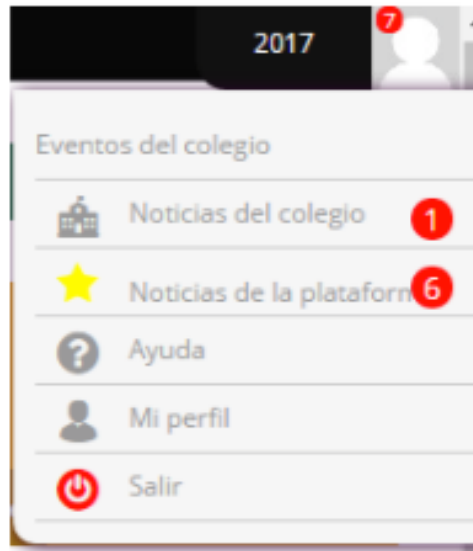 2017
7
Eventos del colegio
Noticias del colegio 1
Noticias de la plataform 6
Ayuda
Mi perfil
Salir